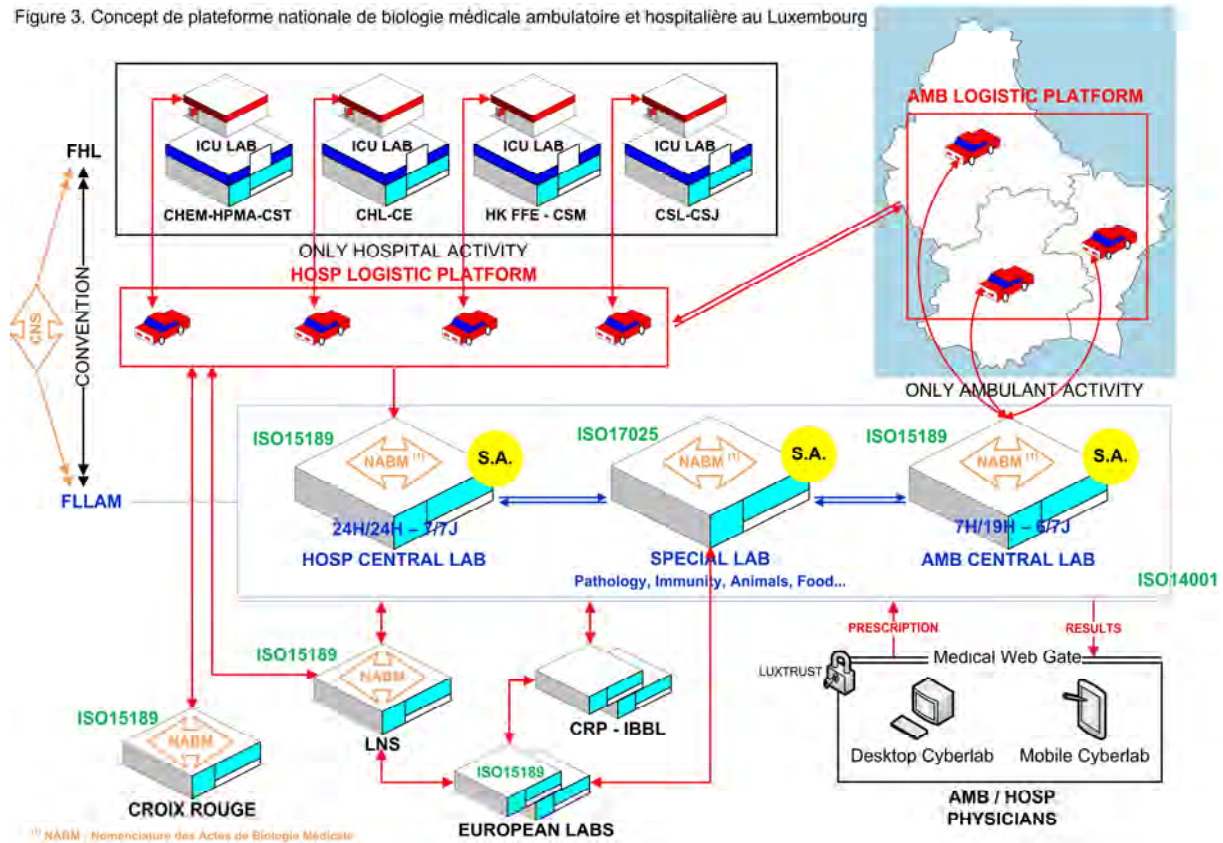 Figure 3. Concept de plateforme nationale de biologie médicale ambulatoire et hospitalière au Luxembourg
AMB LOGISTIC PLATFORM
ICU LAB
ICU LAB
ICU LAB
ICU LAB
FHL
CHEM-HPMA-CST
CHL-CE
HK FFE - CSM
CSL-CSJ
ONLY HOSPITAL ACTIVITY
HOSP LOGISTIC PLATFORM
CNS
CONVENTION
ONLY AMBULANT ACTIVITY
ISO15189
ISO17025
ISO15189
NABM (1)
S.A.
NABM (1)
S.A.
NABM (1)
S.A.
FLLAM
24H/24H – 7/7J
7H/19H – 6/7J
HOSP CENTRAL LAB
SPECIAL LAB
AMB CENTRAL LAB
Pathology, Immunity, Animals, Food...
ISO14001
PRESCRIPTION
RESULTS
ISO15189
NABM
LUXTRUST
Medical Web Gate
ISO15189
NABM
LNS
CRP - IBBL
Desktop Cyberlab
Mobile Cyberlab
ISO15189
CROIX ROUGE
EUROPEAN LABS
AMB / HOSP
PHYSICIANS
(1) NABM : Nomenclature des Actes de Biologie Médicale